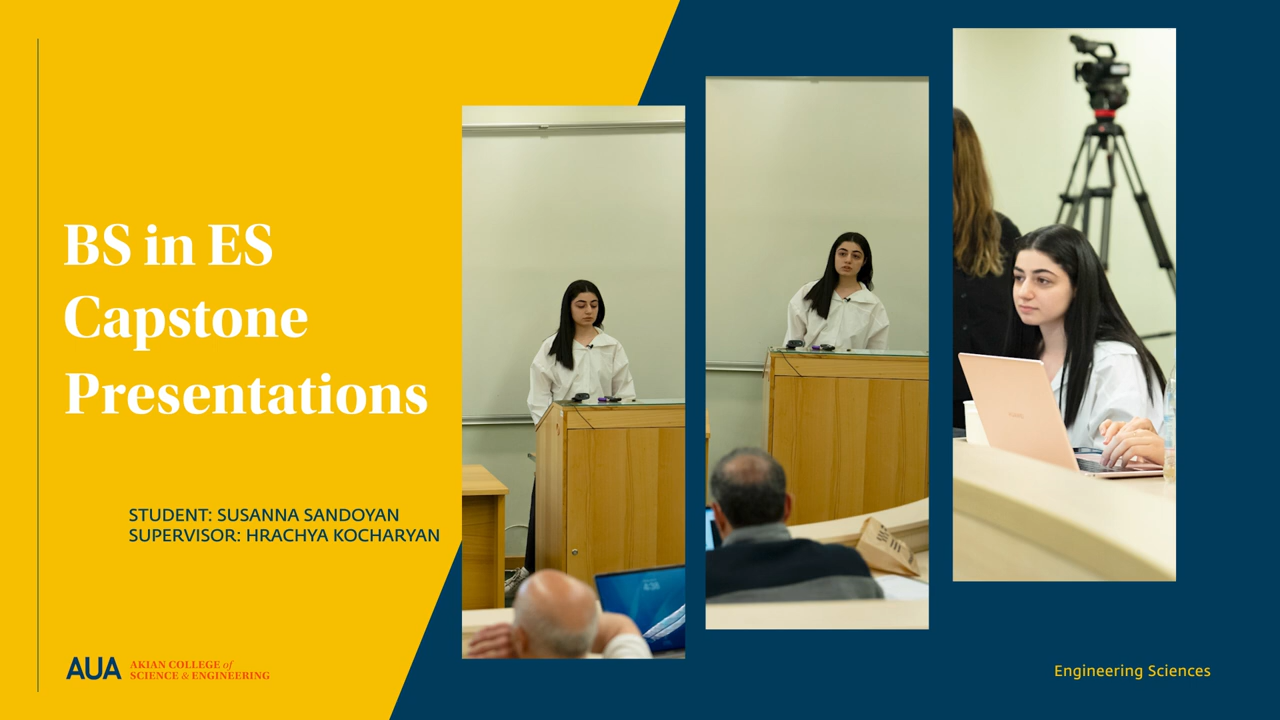 BS in ES
Capstone
Presentations
STUDENT: SUSANNA SANDOYAN
SUPERVISOR: HRACHYA KOCHARYAN
AUA
AKIAN COLLEGE of
SCIENCE & ENGINEERING
Engineering Sciences